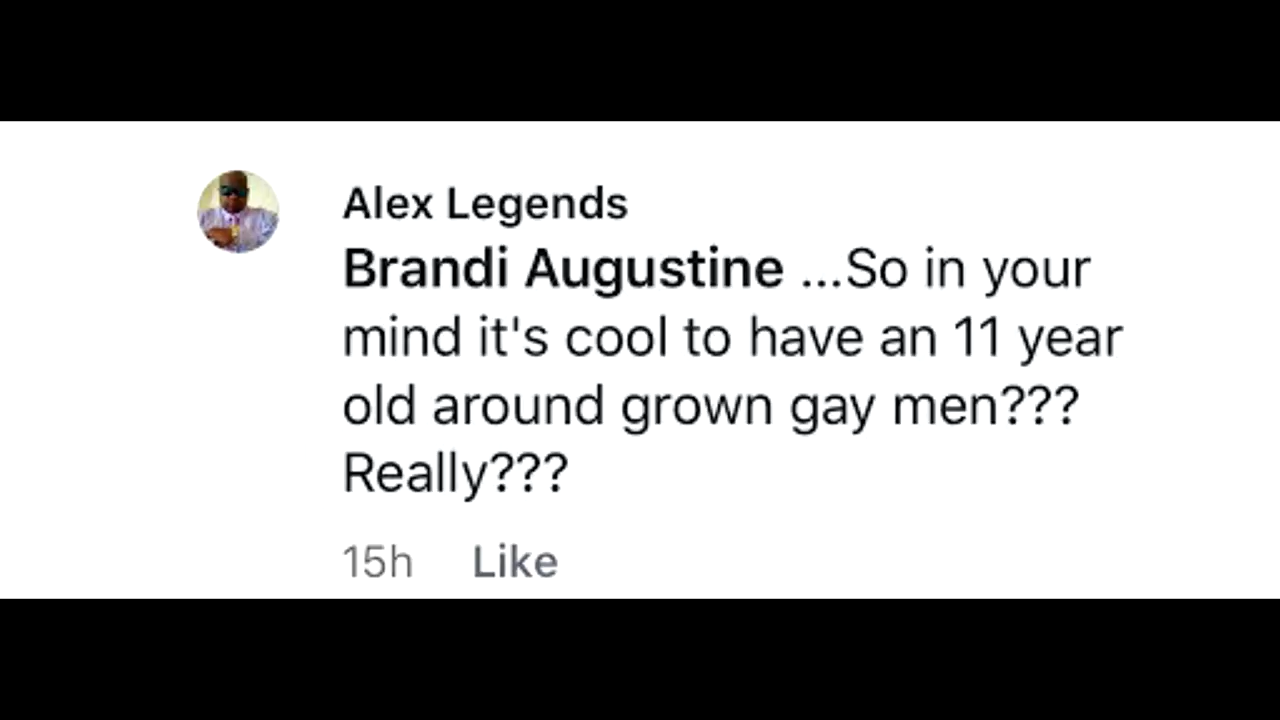 Alex Legends
Brandi Augustine ...So in your
mind it's cool to have an 11 year
old around grown gay men???
Really???
15h Like